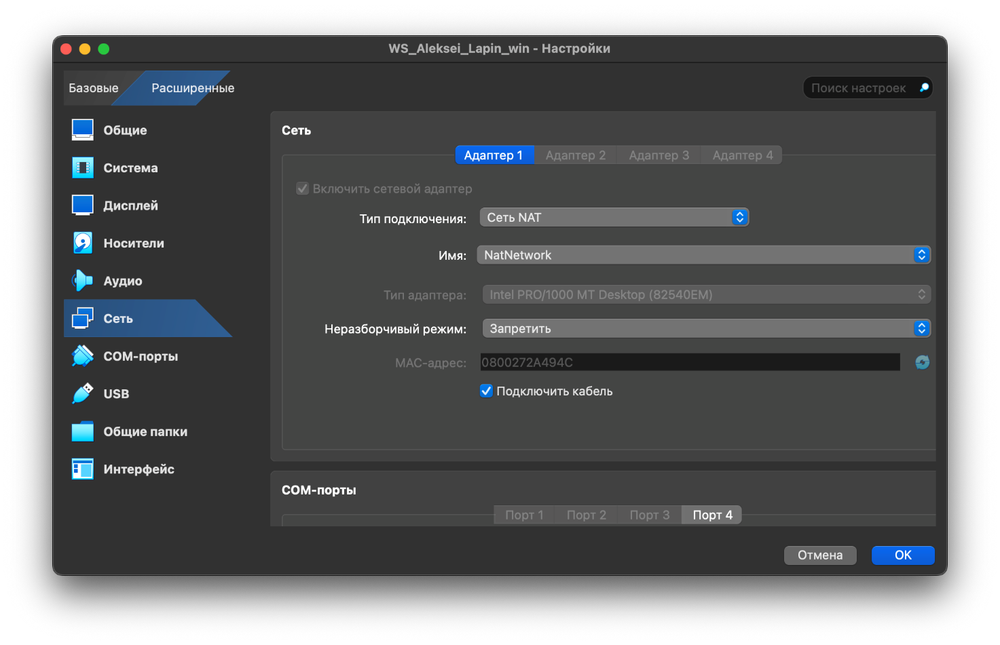 WS_Aleksei_Lapin_win - Настройки
Базовые
Расширенные
Поиск настроек
Общие
Система
Дисплей
Носители
Аудио
Сеть
COM-порты
USB
Общие папки
Интерфейс
Сеть
Адаптер 1
Адаптер 2
Адаптер 3
Адаптер 4
Включить сетевой адаптер
Тип подключения:
Сеть NAT
Имя:
NatNetwork
Тип адаптера:
Intel PRO/1000 MT Desktop (82540EM)
Неразборчивый режим:
Запретить
MAC-адрес:
0800272A494C
Подключить кабель
COM-порты
Порт 1
Порт 2
Порт 3
Порт 4
Отмена
OK